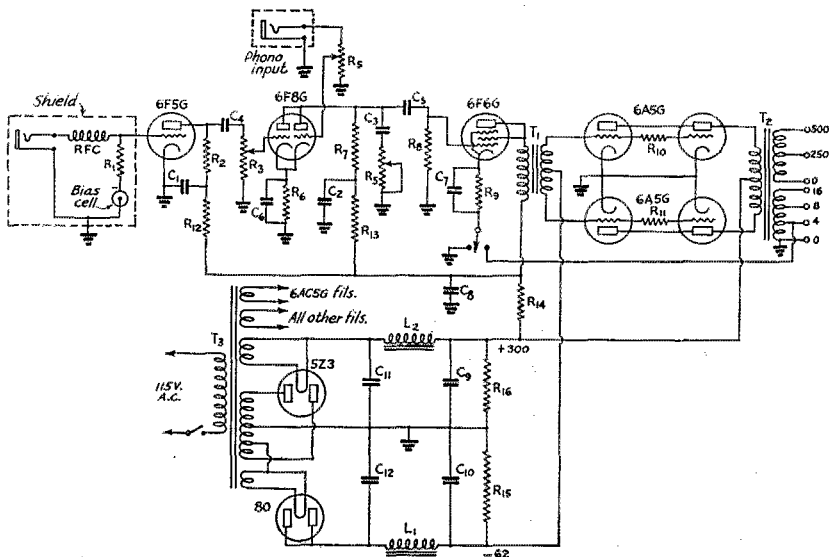 Phono input
R5
Shield
6F5G
C4
6F8G
C3
C5
6F6G
6A5G
T1
T2
500
250
0
16
8
4
0
RFC
R1
R2
R3
R7
R8
R10
Bias cell
C1
R5
C7
R9
6A5G
R11
R12
C6
R6
C2
R13
C8
R14
6AC5G fils.
All other fils.
T3
L2
+300
5Z3
115V. A.C.
C11
C9
R16
C12
C10
R15
80
L1
-62